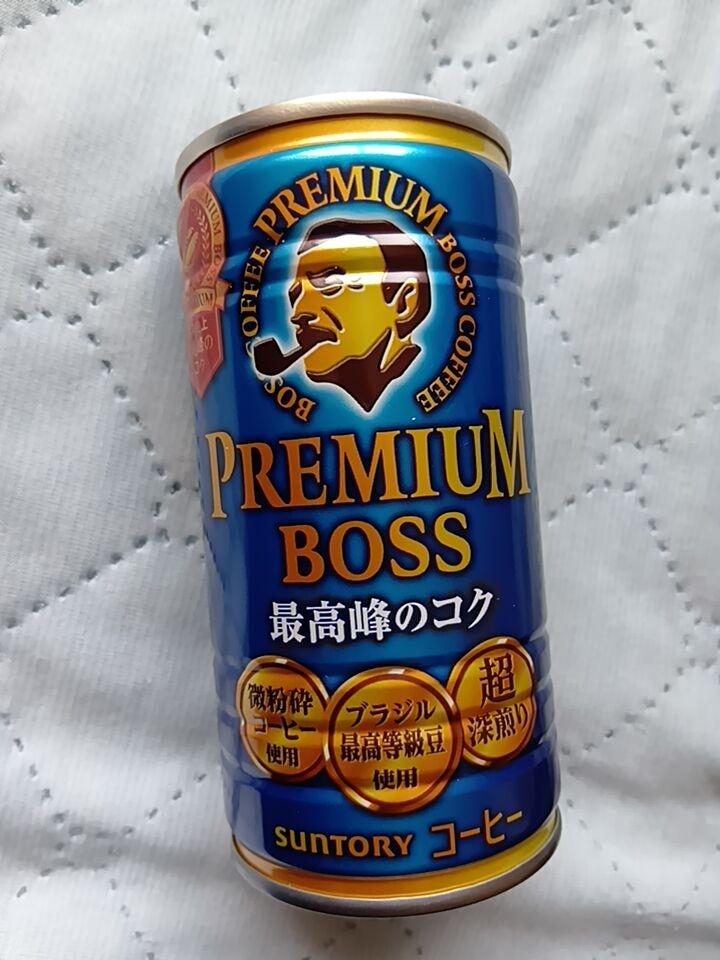 BOSS COFFEE PREMIUM BOSS COFFEE
PREMIUM
BOSS
最高峰のコク
微粉砕
コーヒー
使用
ブラジル
最高等級豆
使用
超
深煎り
SUNTORY コーヒー